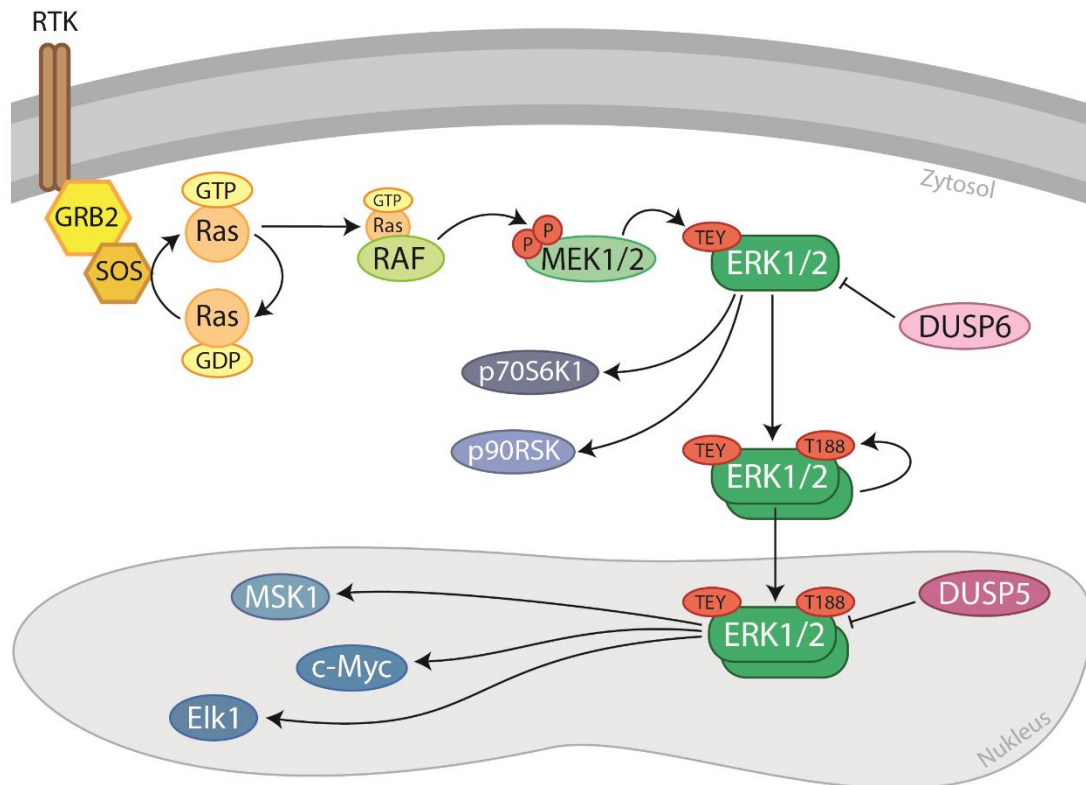 RTK
Zytosol
GRB2
SOS
GTP
Ras
Ras
GDP
GTP
Ras
RAF
P
P
MEK1/2
TEY
ERK1/2
DUSP6
p70S6K1
p90RSK
TEY
T188
ERK1/2
MSK1
c-Myc
Elk1
TEY
T188
ERK1/2
DUSP5
Nukleus